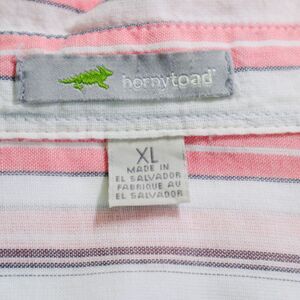 hornytoad
XL
MADE IN
EL SALVADOR
FABRIQUE AU
EL SALVADOR